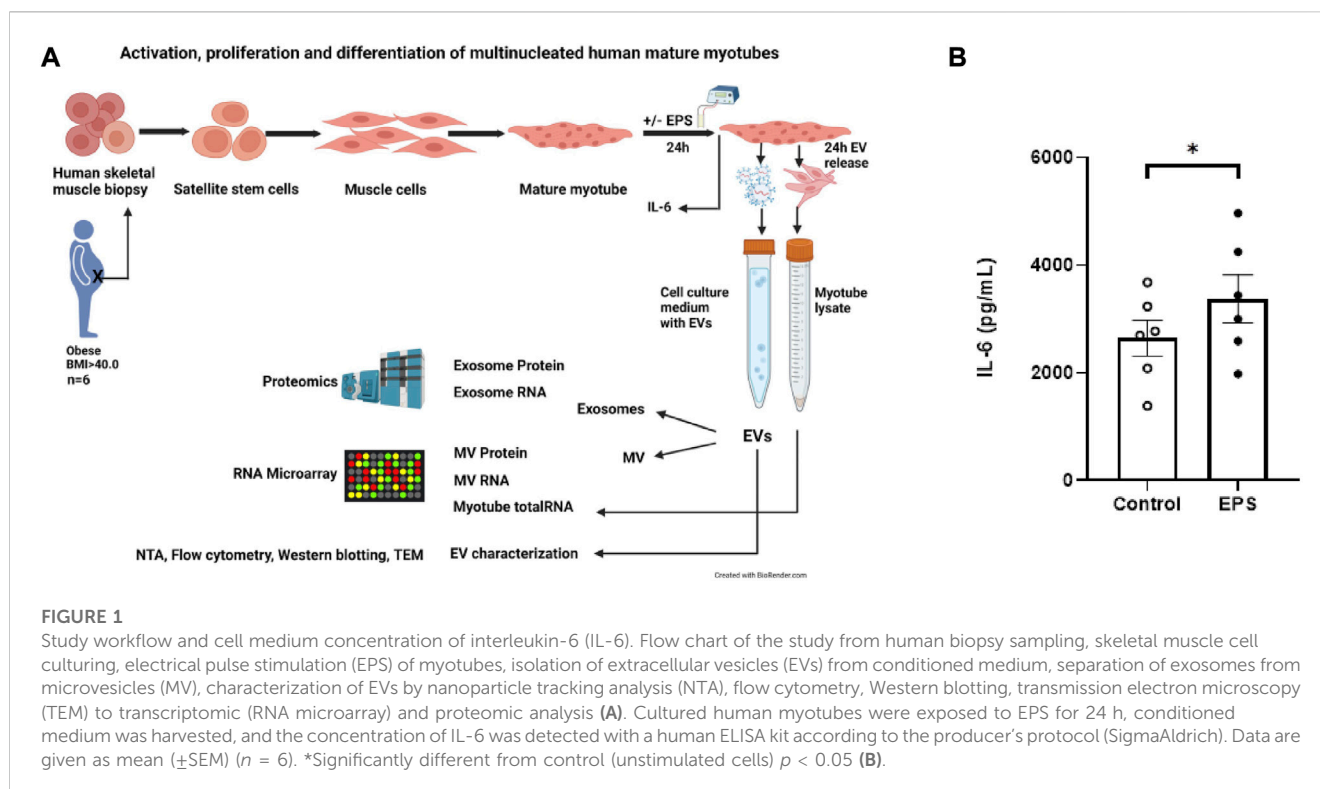 A
Activation, proliferation and differentiation of multinucleated human mature myotubes
Human skeletal
muscle biopsy
Satellite stem cells
Muscle cells
Mature myotube
+/- EPS
24h
24h EV
release
IL-6
X
Obese
BMI>40.0
n=6
Cell culture
medium
with EVs
Myotube
lysate
Proteomics
Exosome Protein
Exosome RNA
Exosomes
EVs
MV
RNA Microarray
MV Protein
MV RNA
Myotube totalRNA
NTA, Flow cytometry, Western blotting, TEM
EV characterization
Created with BioRender.com
B
*
IL-6 (pg/mL)
6000
4000
2000
0
Control
EPS
FIGURE 1
Study workflow and cell medium concentration of interleukin-6 (IL-6). Flow chart of the study from human biopsy sampling, skeletal muscle cell
culturing, electrical pulse stimulation (EPS) of myotubes, isolation of extracellular vesicles (EVs) from conditioned medium, separation of exosomes from
microvesicles (MV), characterization of EVs by nanoparticle tracking analysis (NTA), flow cytometry, Western blotting, transmission electron microscopy
(TEM) to transcriptomic (RNA microarray) and proteomic analysis (A). Cultured human myotubes were exposed to EPS for 24 h, conditioned
medium was harvested, and the concentration of IL-6 was detected with a human ELISA kit according to the producer's protocol (SigmaAldrich). Data are
given as mean (±SEM) (n = 6). *Significantly different from control (unstimulated cells) p < 0.05 (B).